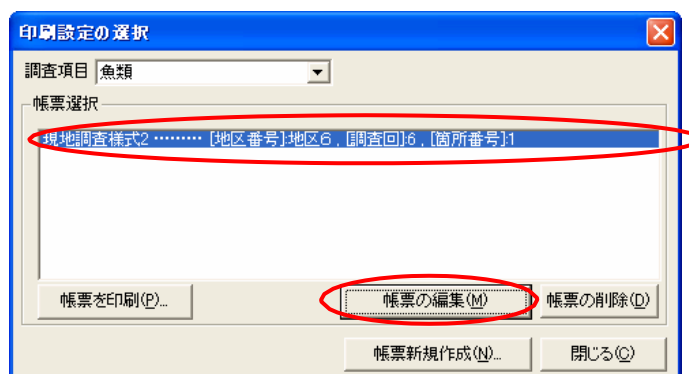 印刷設定の選択
調査項目 魚類
帳票選択
現地調査様式2 ……… [地区番号]:地区6 , [調査回]:6 , [箇所番号]:1
帳票を印刷(P)... 帳票の編集(M) 帳票の削除(D)
帳票新規作成(N)... 閉じる(C)